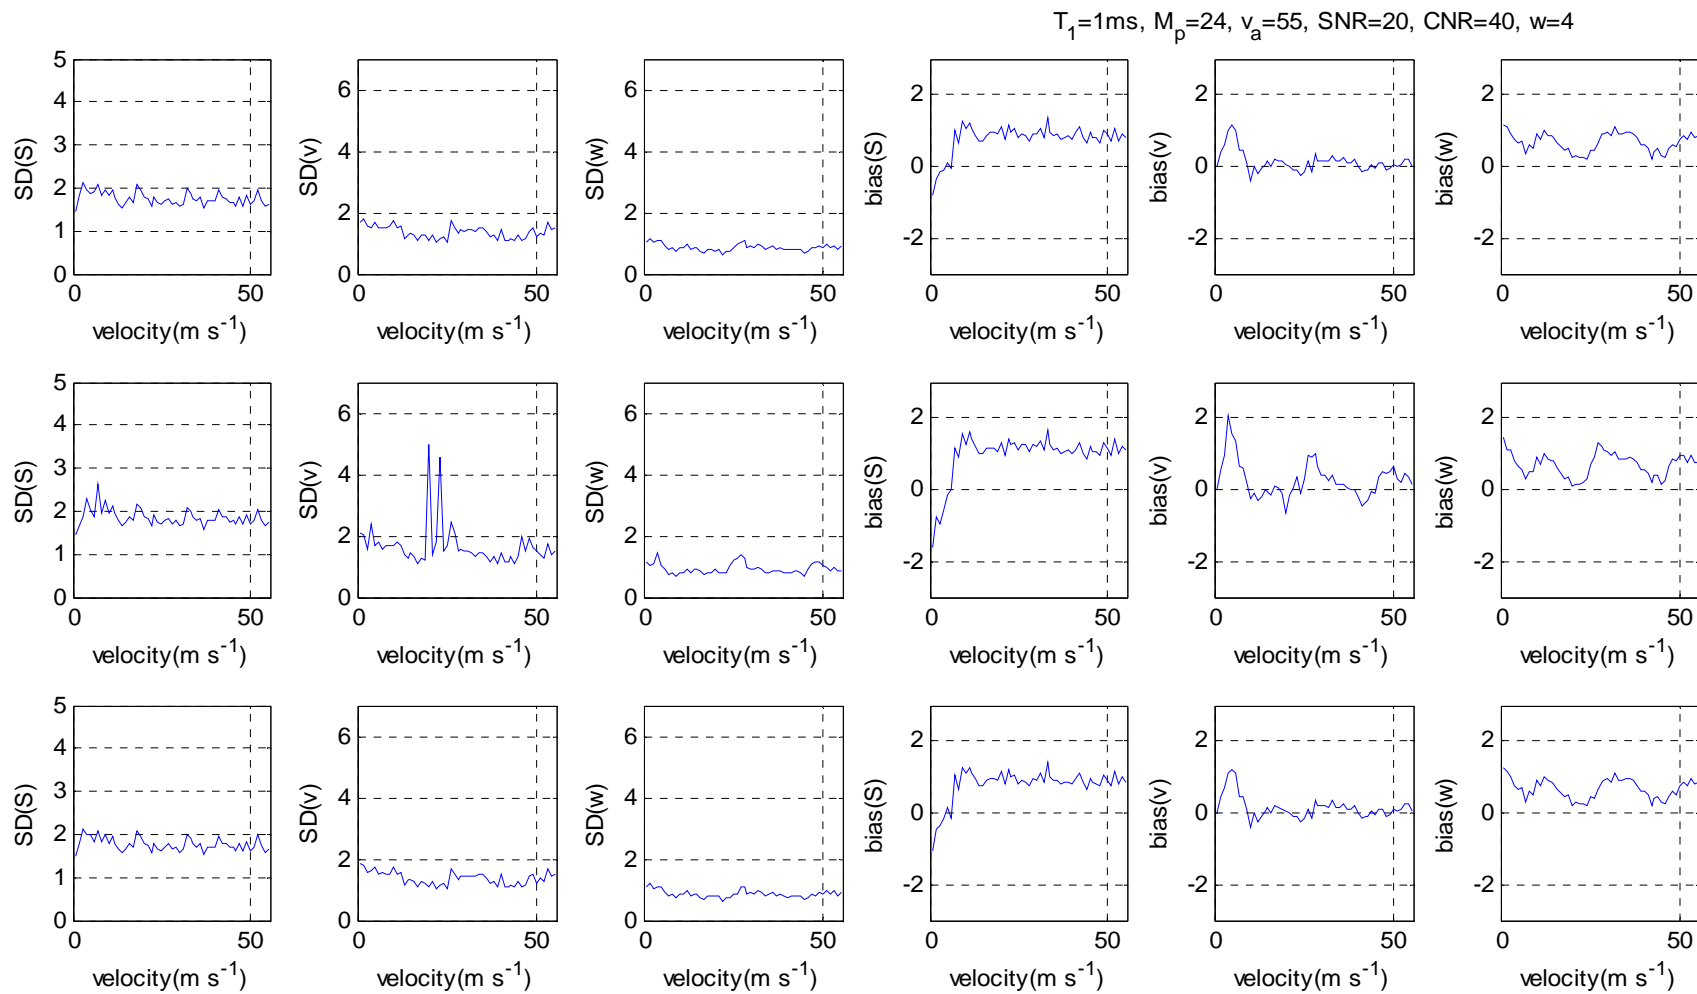 T1=1ms, Mp=24, va=55, SNR=20, CNR=40, w=4
5
4
3
2
1
0
SD(S)
0 50
velocity(m s-1)
6
4
2
0
SD(v)
0 50
velocity(m s-1)
6
4
2
0
SD(w)
0 50
velocity(m s-1)
2
0
-2
bias(S)
0 50
velocity(m s-1)
2
0
-2
bias(v)
0 50
velocity(m s-1)
2
0
-2
bias(w)
0 50
velocity(m s-1)
5
4
3
2
1
0
SD(S)
0 50
velocity(m s-1)
6
4
2
0
SD(v)
0 50
velocity(m s-1)
6
4
2
0
SD(w)
0 50
velocity(m s-1)
2
0
-2
bias(S)
0 50
velocity(m s-1)
2
0
-2
bias(v)
0 50
velocity(m s-1)
2
0
-2
bias(w)
0 50
velocity(m s-1)
5
4
3
2
1
0
SD(S)
0 50
velocity(m s-1)
6
4
2
0
SD(v)
0 50
velocity(m s-1)
6
4
2
0
SD(w)
0 50
velocity(m s-1)
2
0
-2
bias(S)
0 50
velocity(m s-1)
2
0
-2
bias(v)
0 50
velocity(m s-1)
2
0
-2
bias(w)
0 50
velocity(m s-1)